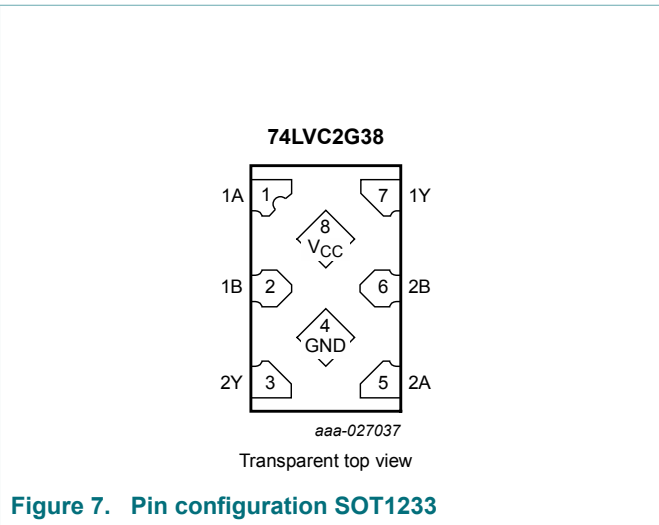 74LVC2G38
1A 1 7 1Y
8
VCC
1B 2 6 2B
4
GND
2Y 3 5 2A
aaa-027037
Transparent top view
Figure 7. Pin configuration SOT1233